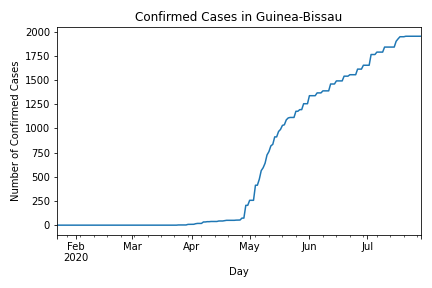 Confirmed Cases in Guinea-Bissau
Number of Confirmed Cases
2000
1750
1500
1250
1000
750
500
250
0
Feb Mar Apr May Jun Jul
2020
Day